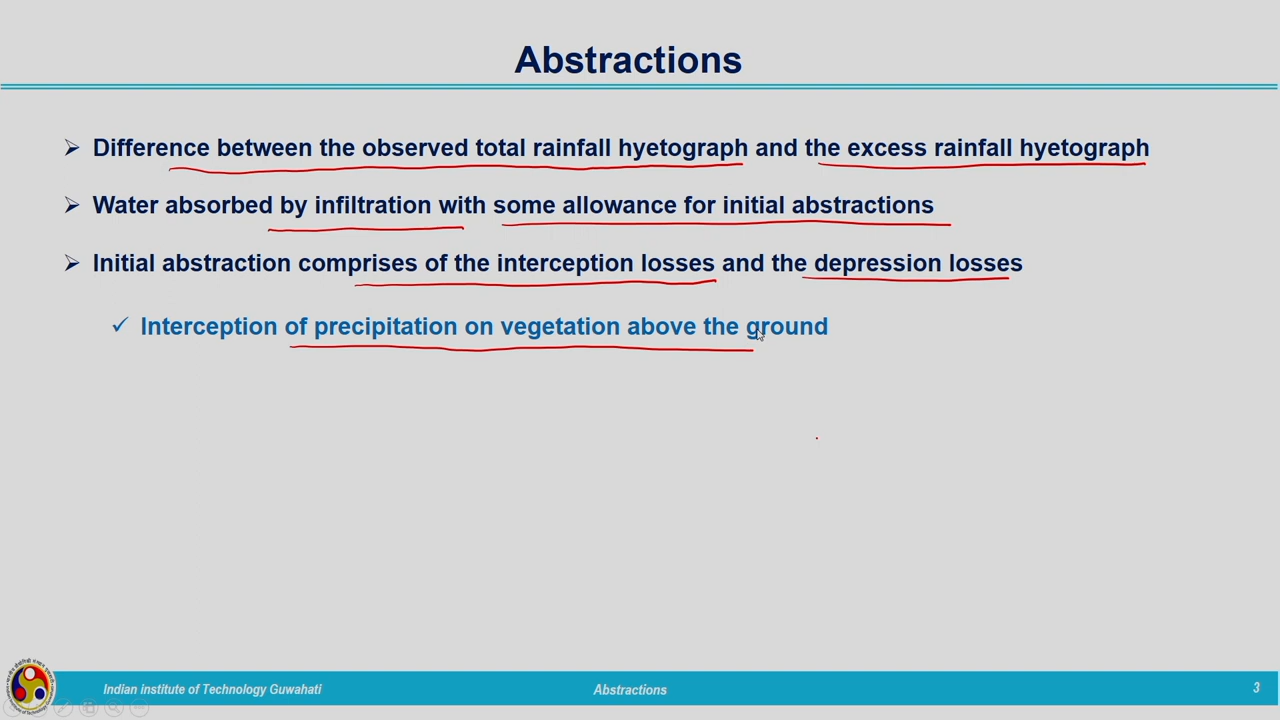 Abstractions
Difference between the observed total rainfall hyetograph and the excess rainfall hyetograph
Water absorbed by infiltration with some allowance for initial abstractions
Initial abstraction comprises of the interception losses and the depression losses
Interception of precipitation on vegetation above the ground
Indian institute of Technology Guwahati
Abstractions
3